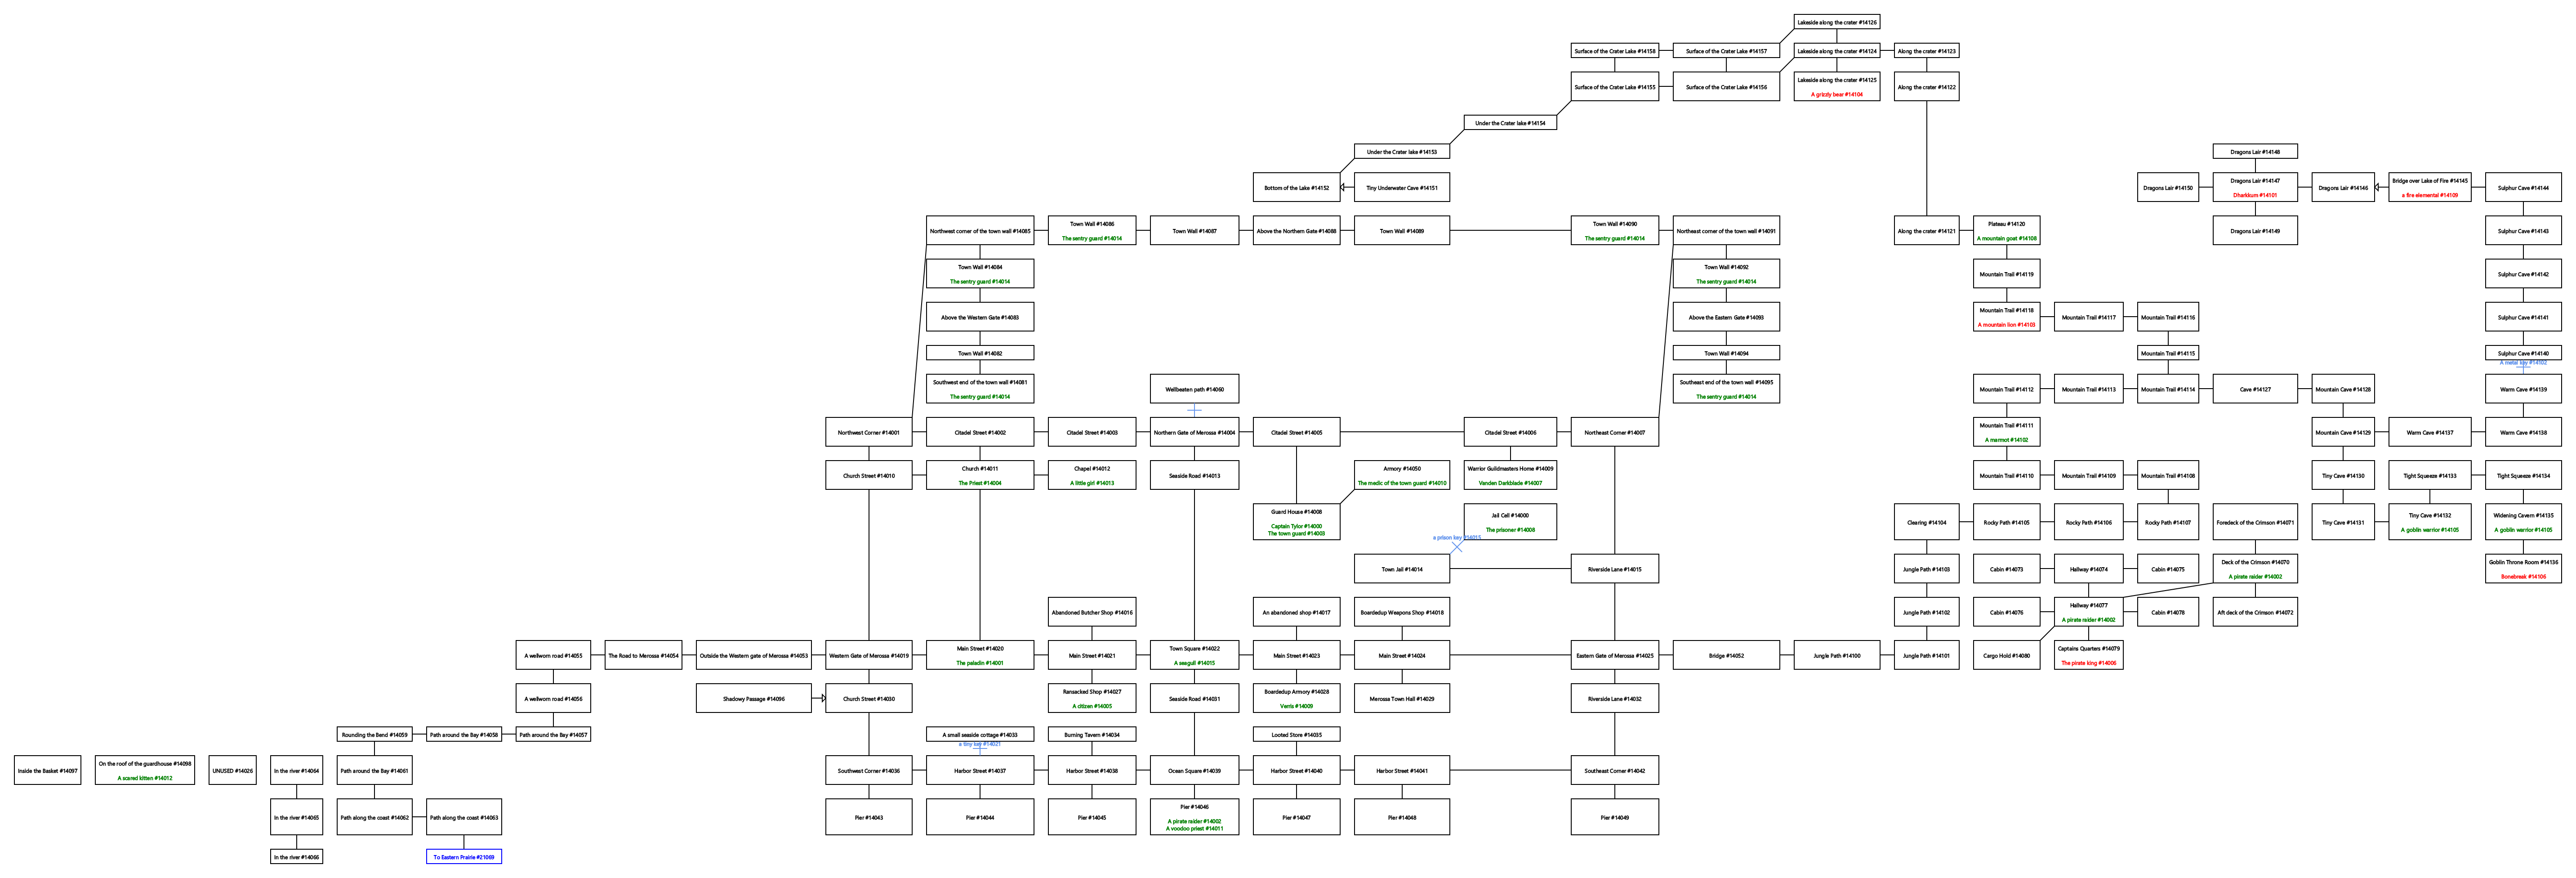 Lakeside along the crater #14126
Surface of the Crater Lake #14158
Surface of the Crater Lake #14157
Lakeside along the crater #14124
Along the crater #14123
Surface of the Crater Lake #14155
Surface of the Crater Lake #14156
Lakeside along the crater #14125
A grizzly bear #14104
Along the crater #14122
Under the Crater lake #14154
Under the Crater lake #14153
Dragons Lair #14148
Bottom of the Lake #14152
Tiny Underwater Cave #14151
Dragons Lair #14150
Dragons Lair #14147
Dharkkum #14101
Dragons Lair #14146
Bridge over Lake of Fire #14145
a fire elemental #14109
Sulphur Cave #14144
Northwest corner of the town wall #14085
Town Wall #14086
The sentry guard #14014
Town Wall #14087
Above the Northern Gate #14088
Town Wall #14089
Town Wall #14090
The sentry guard #14014
Northeast corner of the town wall #14091
Along the crater #14121
Plateau #14120
A mountain goat #14108
Dragons Lair #14149
Sulphur Cave #14143
Town Wall #14084
The sentry guard #14014
Town Wall #14092
The sentry guard #14014
Mountain Trail #14119
Sulphur Cave #14142
Above the Western Gate #14083
Above the Eastern Gate #14093
Mountain Trail #14118
A mountain lion #14103
Mountain Trail #14117
Mountain Trail #14116
Sulphur Cave #14141
Town Wall #14082
Town Wall #14094
Mountain Trail #14115
Sulphur Cave #14140
A metal key #14102
Southwest end of the town wall #14081
The sentry guard #14014
Wellbeaten path #14060
Southeast end of the town wall #14095
The sentry guard #14014
Mountain Trail #14112
Mountain Trail #14113
Mountain Trail #14114
Cave #14127
Mountain Cave #14128
Warm Cave #14139
Northwest Corner #14001
Citadel Street #14002
Citadel Street #14003
Northern Gate of Merossa #14004
Citadel Street #14005
Citadel Street #14006
Northeast Corner #14007
Mountain Trail #14111
A marmot #14102
Mountain Cave #14129
Warm Cave #14137
Warm Cave #14138
Church Street #14010
Church #14011
The Priest #14004
Chapel #14012
A little girl #14013
Seaside Road #14013
Armory #14050
The medic of the town guard #14010
Warrior Guildmasters Home #14009
Vanden Darkblade #14007
Mountain Trail #14110
Mountain Trail #14109
Mountain Trail #14108
Tiny Cave #14130
Tight Squeeze #14133
Tight Squeeze #14134
Guard House #14008
Captain Tylor #14000
The town guard #14003
Jail Cell #14000
The prisoner #14008
a prison key #14015
Clearing #14104
Rocky Path #14105
Rocky Path #14106
Rocky Path #14107
Foredeck of the Crimson #14071
Tiny Cave #14131
Tiny Cave #14132
A goblin warrior #14105
Widening Cavern #14135
A goblin warrior #14105
Town Jail #14014
Riverside Lane #14015
Jungle Path #14103
Cabin #14073
Hallway #14074
Cabin #14075
Deck of the Crimson #14070
A pirate raider #14002
Goblin Throne Room #14136
Bonebreak #14106
Abandoned Butcher Shop #14016
An abandoned shop #14017
Boardedup Weapons Shop #14018
Jungle Path #14102
Cabin #14076
Hallway #14077
A pirate raider #14002
Cabin #14078
Aft deck of the Crimson #14072
A wellworn road #14055
The Road to Merossa #14054
Outside the Western gate of Merossa #14053
Western Gate of Merossa #14019
Main Street #14020
The paladin #14001
Main Street #14021
Town Square #14022
A seagull #14015
Main Street #14023
Main Street #14024
Eastern Gate of Merossa #14025
Bridge #14052
Jungle Path #14100
Jungle Path #14101
Cargo Hold #14080
Captains Quarters #14079
The pirate king #14006
A wellworn road #14056
Shadowy Passage #14096
Church Street #14030
Ransacked Shop #14027
A citizen #14005
Seaside Road #14031
Boardedup Armory #14028
Verris #14009
Merossa Town Hall #14029
Riverside Lane #14032
Rounding the Bend #14059
Path around the Bay #14058
Path around the Bay #14057
A small seaside cottage #14033
a tiny key #14021
Burning Tavern #14034
Looted Store #14035
Inside the Basket #14097
On the roof of the guardhouse #14098
A scared kitten #14012
UNUSED #14026
In the river #14064
Path around the Bay #14061
Southwest Corner #14036
Harbor Street #14037
Harbor Street #14038
Ocean Square #14039
Harbor Street #14040
Harbor Street #14041
Southeast Corner #14042
In the river #14065
Path along the coast #14062
Path along the coast #14063
Pier #14043
Pier #14044
Pier #14045
Pier #14046
A pirate raider #14002
A voodoo priest #14011
Pier #14047
Pier #14048
Pier #14049
In the river #14066
To Eastern Prairie #21069